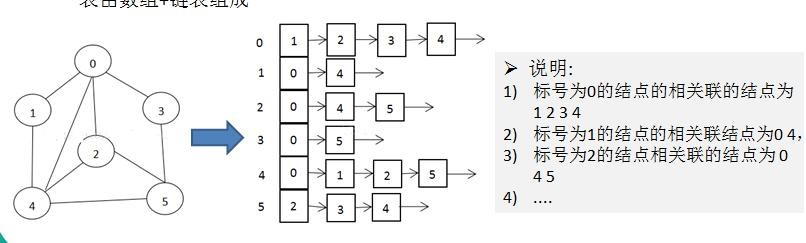 表由数组+链表组成
0
1
2
3
4
5
0 1 2 3 4
1 0 4
2 0 4 5
3 0 5
4 0 1 2 5
5 2 3 4
➢ 说明:
1) 标号为0的结点的相关联的结点为
1 2 3 4
2) 标号为1的结点的相关联结点为0 4,
3) 标号为2的结点相关联的结点为 0
4 5
4) ....